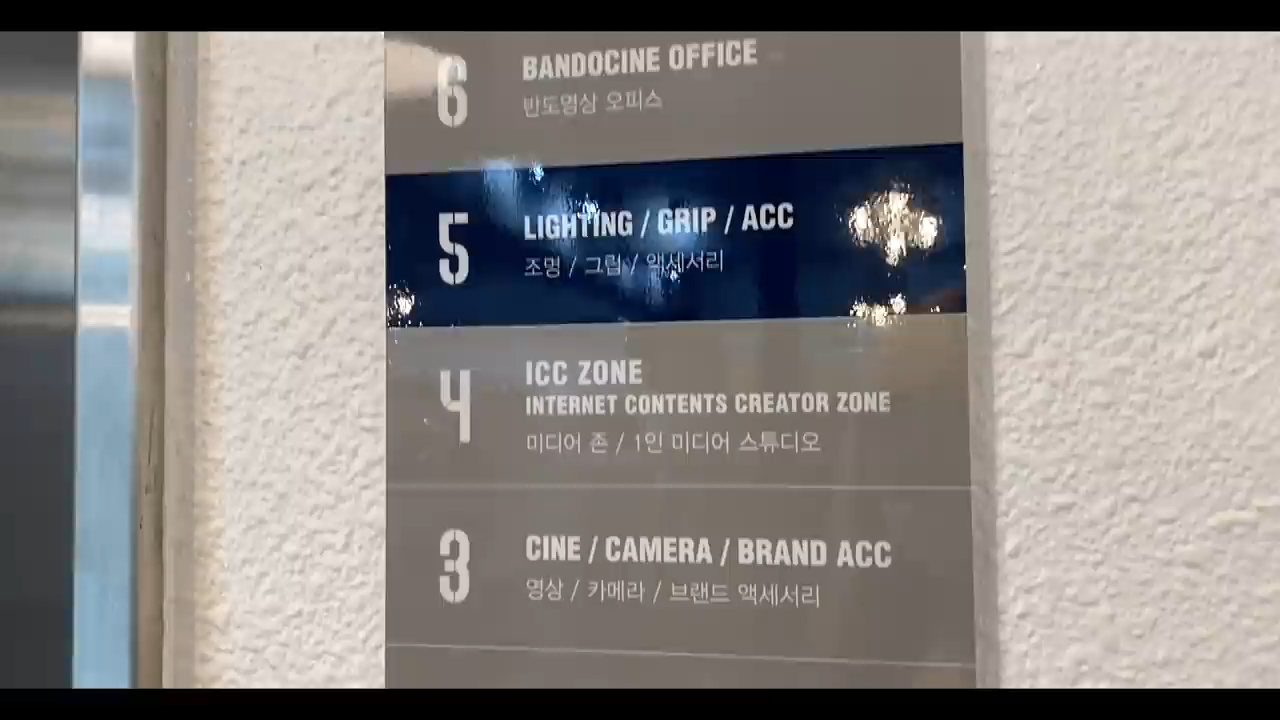 6
BANDOCINE OFFICE
반도영상 오피스
5
LIGHTING / GRIP / ACC
조명 / 그립 / 액세서리
4
ICC ZONE
INTERNET CONTENTS CREATOR ZONE
미디어 존 / 1인 미디어 스튜디오
3
CINE / CAMERA / BRAND ACC
영상 / 카메라 / 브랜드 액세서리